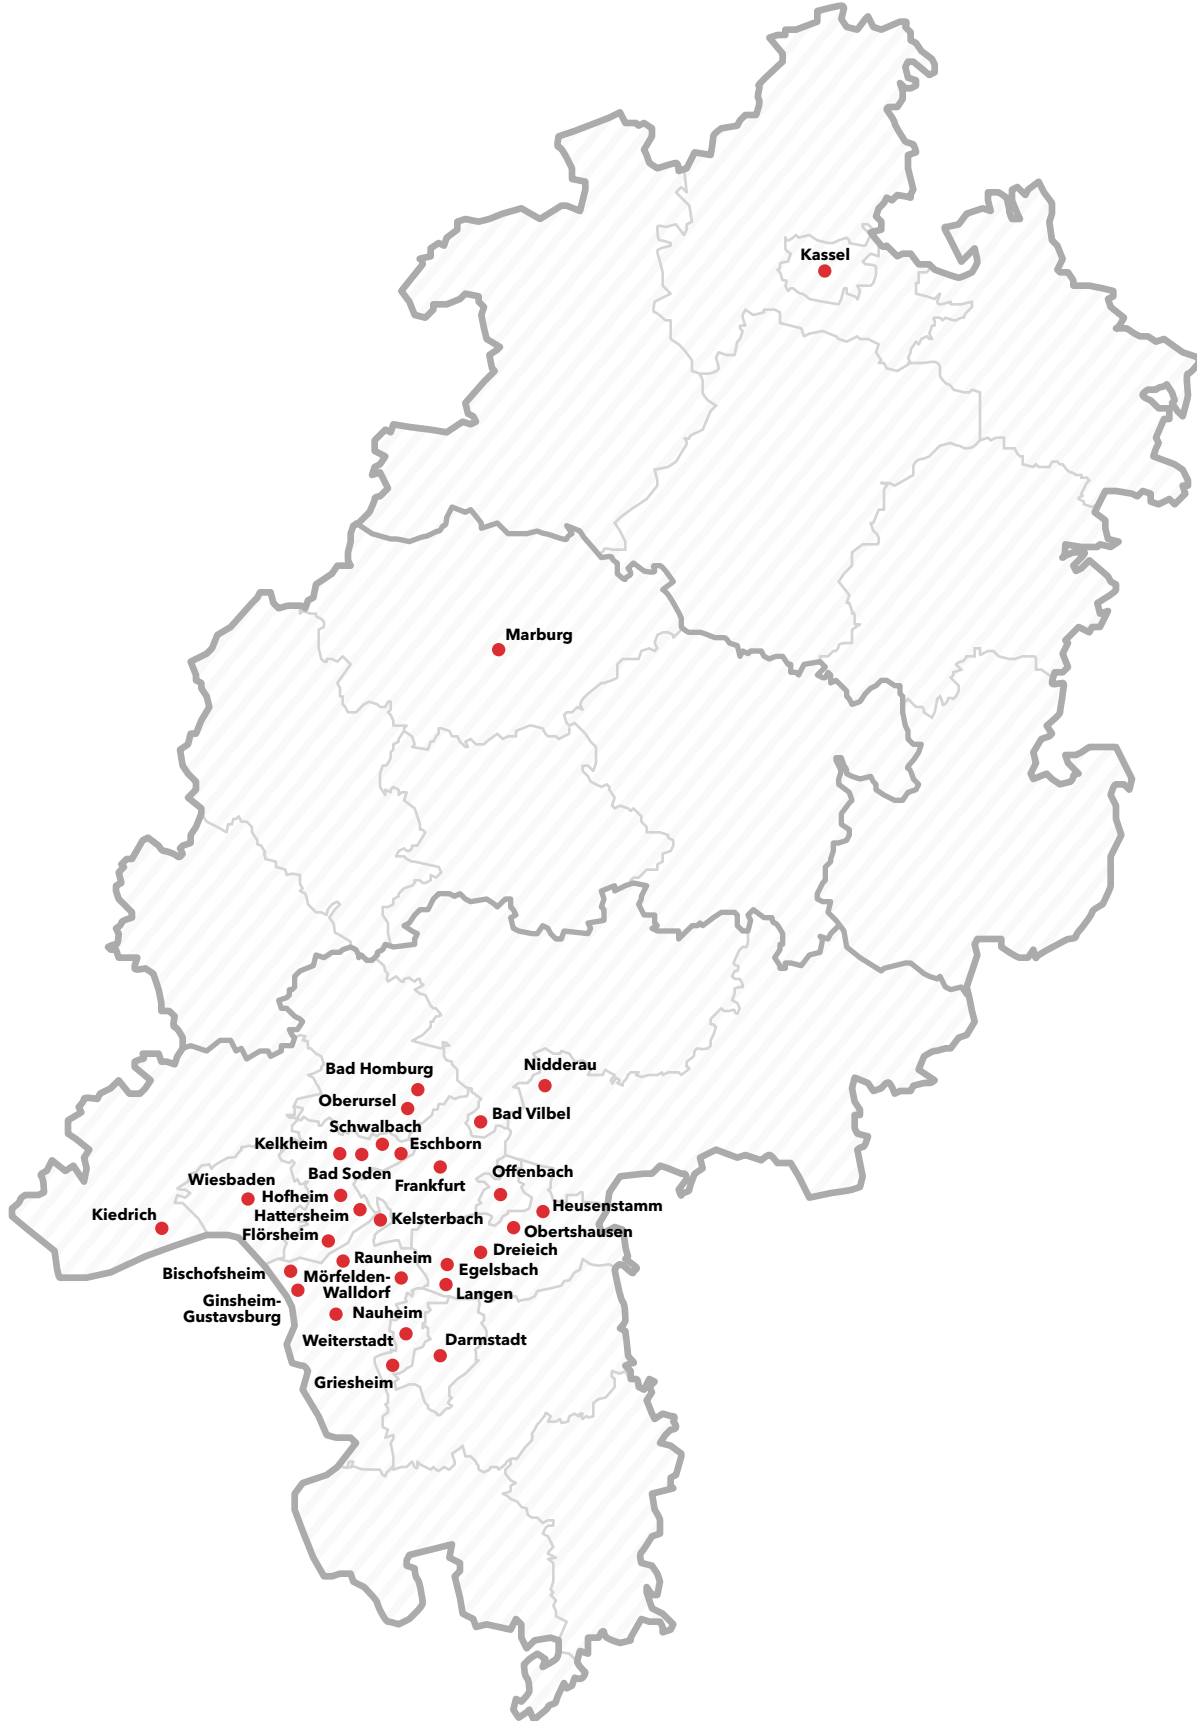 Kassel
Marburg
Nidderau
Bad Homburg
Oberursel
Bad Vilbel
Schwalbach
Kelkheim
Eschborn
Bad Soden
Offenbach
Wiesbaden
Frankfurt
Hofheim
Heusenstamm
Kiedrich
Hattersheim
Kelsterbach
Flörsheim
Obertshausen
Dreieich
Raunheim
Egelsbach
Bischofsheim
Mörfelden-
Walldorf
Langen
Ginsheim-
Gustavsburg
Nauheim
Weiterstadt
Darmstadt
Griesheim